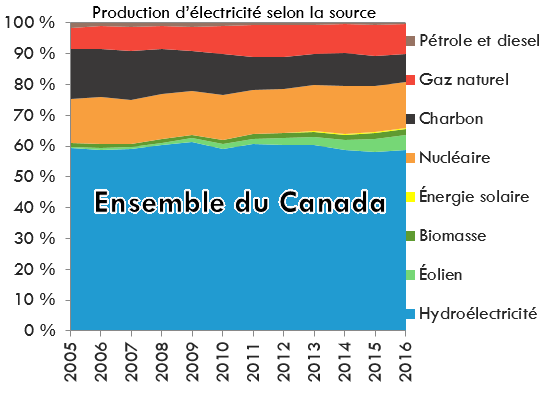 Production d'électricité selon la source
100 %
90 %
80 %
70 %
60 %
50 %
40 %
30 %
20 %
10 %
0 %
Ensemble du Canada
2005
2006
2007
2008
2009
2010
2011
2012
2013
2014
2015
2016
Pétrole et diesel
Gaz naturel
Charbon
Nucléaire
Énergie solaire
Biomasse
Éolien
Hydroélectricité